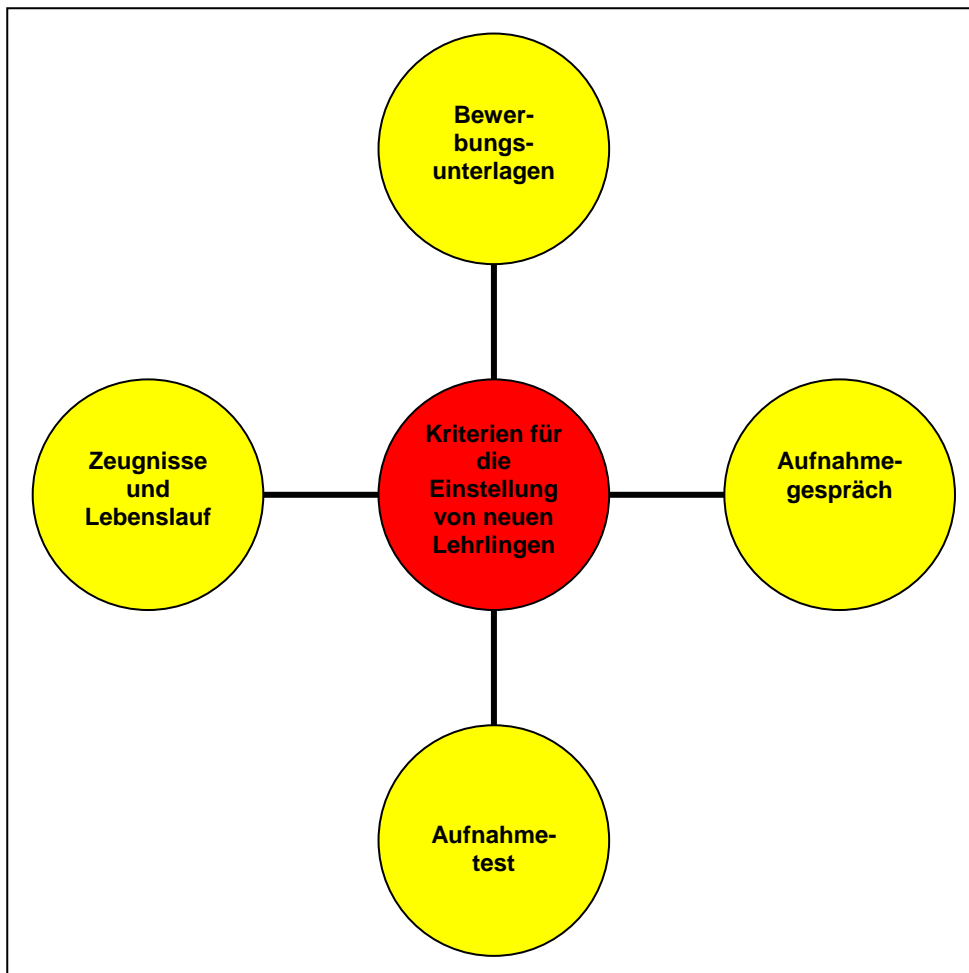 Bewer-
bungs-
unterlagen
Zeugnisse
und
Lebenslauf
Kriterien für
die
Einstellung
von neuen
Lehrlingen
Aufnahme-
gespräch
Aufnahme-
test